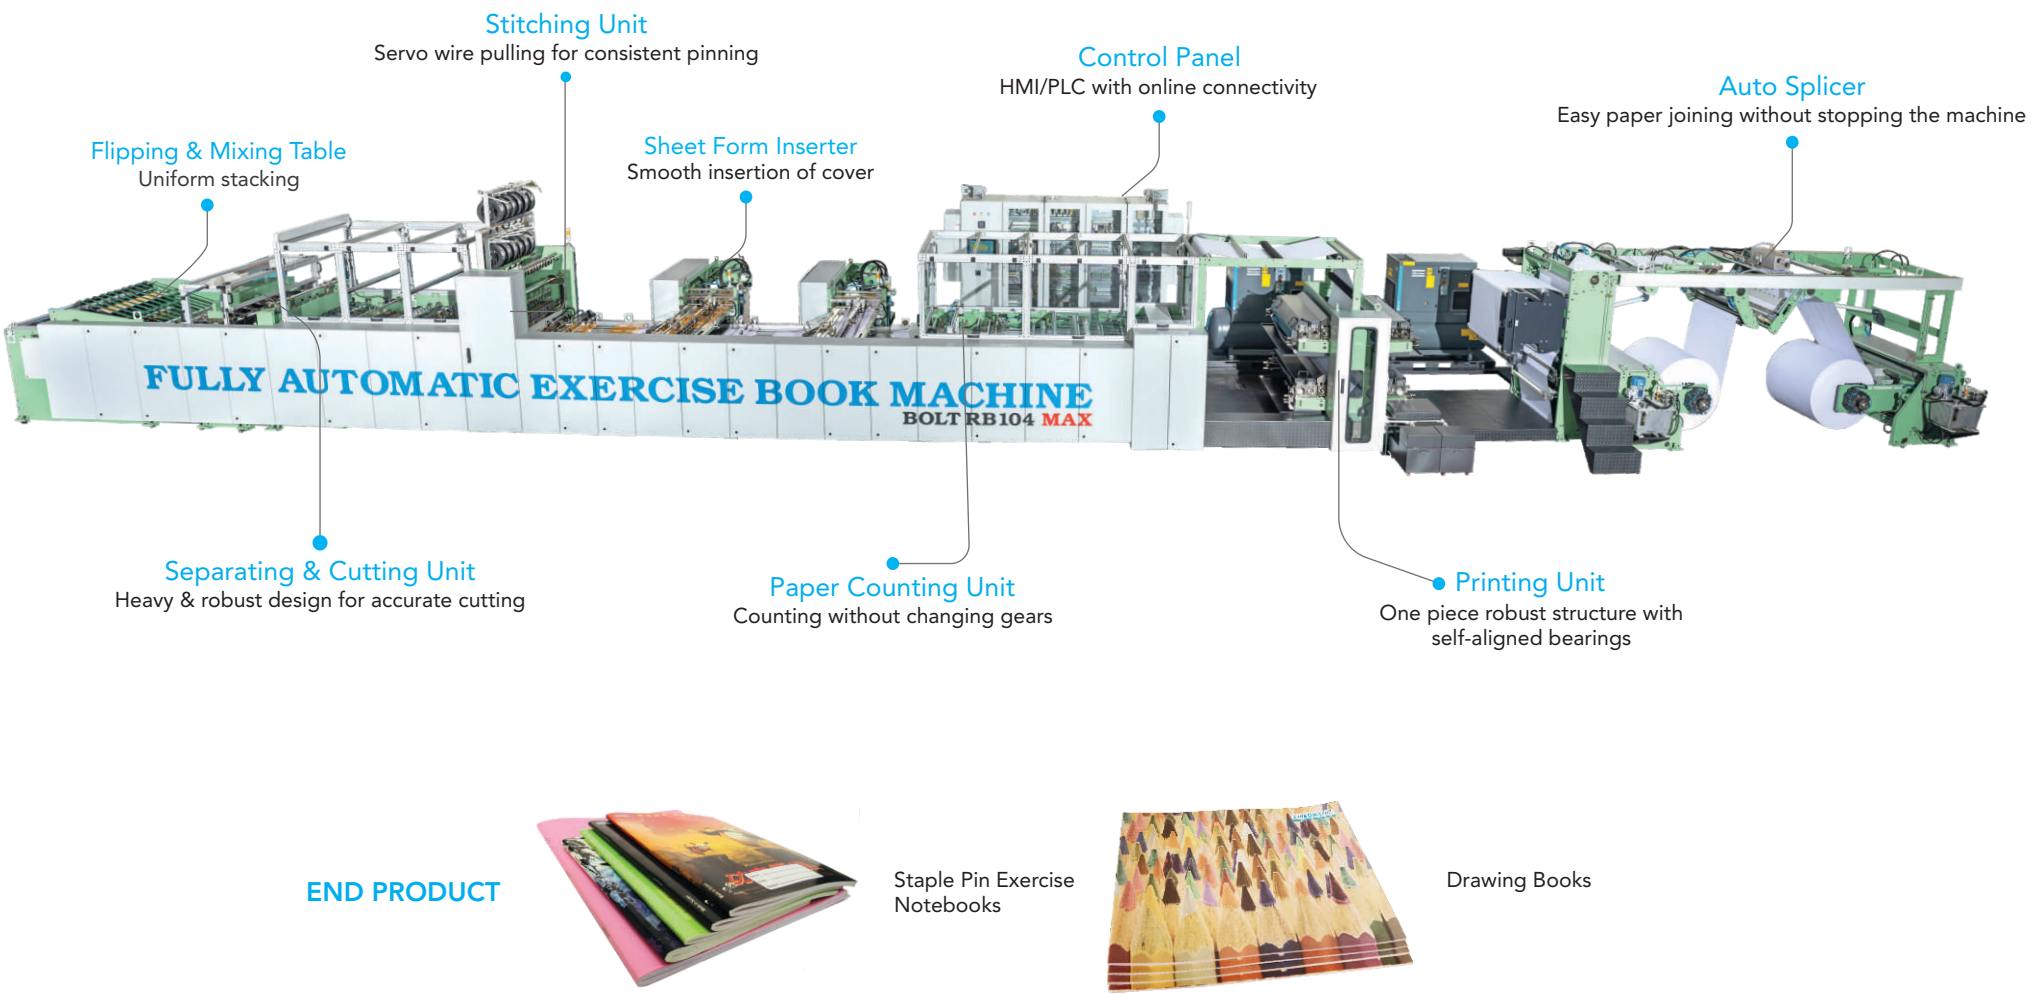 Stitching Unit
Servo wire pulling for consistent pinning
Control Panel
HMI/PLC with online connectivity
Auto Splicer
Easy paper joining without stopping the machine
Flipping & Mixing Table
Uniform stacking
Sheet Form Inserter
Smooth insertion of cover
FULLY AUTOMATIC EXERCISE BOOK MACHINE
BOLT RB104 MAX
Separating & Cutting Unit
Heavy & robust design for accurate cutting
Paper Counting Unit
Counting without changing gears
Printing Unit
One piece robust structure with
self-aligned bearings
END PRODUCT
Staple Pin Exercise
Notebooks
Drawing Books